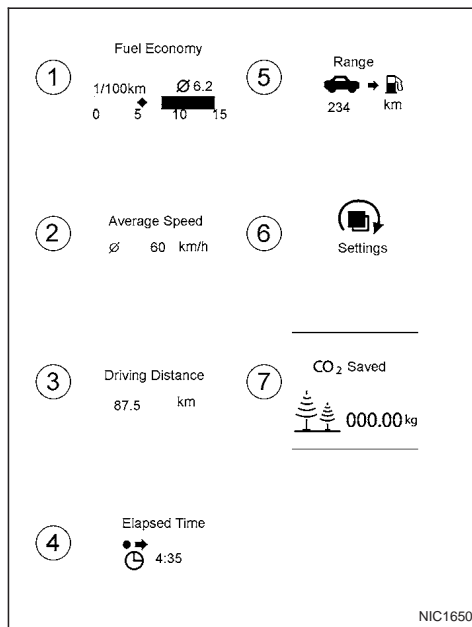 1
Fuel Economy
1/100km Ø 6.2
0 5 10 15
2
Average Speed
Ø 60 km/h
3
Driving Distance
87.5 km
4
Elapsed Time
4:35
5
Range
234 km
6
Settings
7
CO₂ Saved
000.00 kg
NIC1650